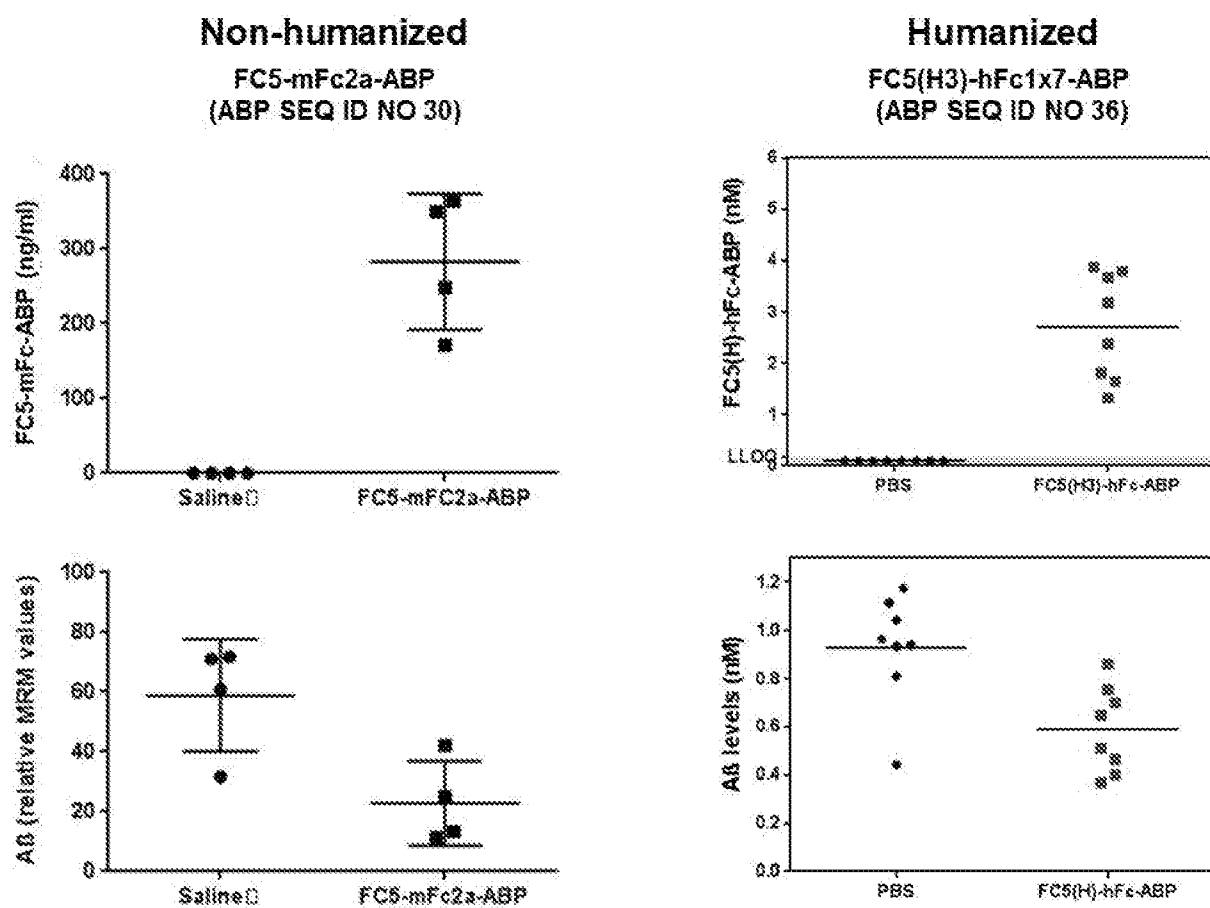 Non-humanized
FC5-mFc2a-ABP
(ABP SEQ ID NO 30)
FC5-mFc-ABP (ng/ml)
400
300
200
100
0
Saline
FC5-mFC2a-ABP
Aß (relative MRM values)
100
80
60
40
20
0
Saline
FC5-mFc2a-ABP
Humanized
FC5(H3)-hFc1x7-ABP
(ABP SEQ ID NO 36)
FC5(H)-hFc-ABP (nM)
6
5
4
3
2
1
LLOQ
0
PBS
FC5(H3)-hFc-ABP
Aß levels (nM)
1.2
1.0
0.8
0.6
0.4
0.2
0.0
PBS
FC5(H)-hFc-ABP